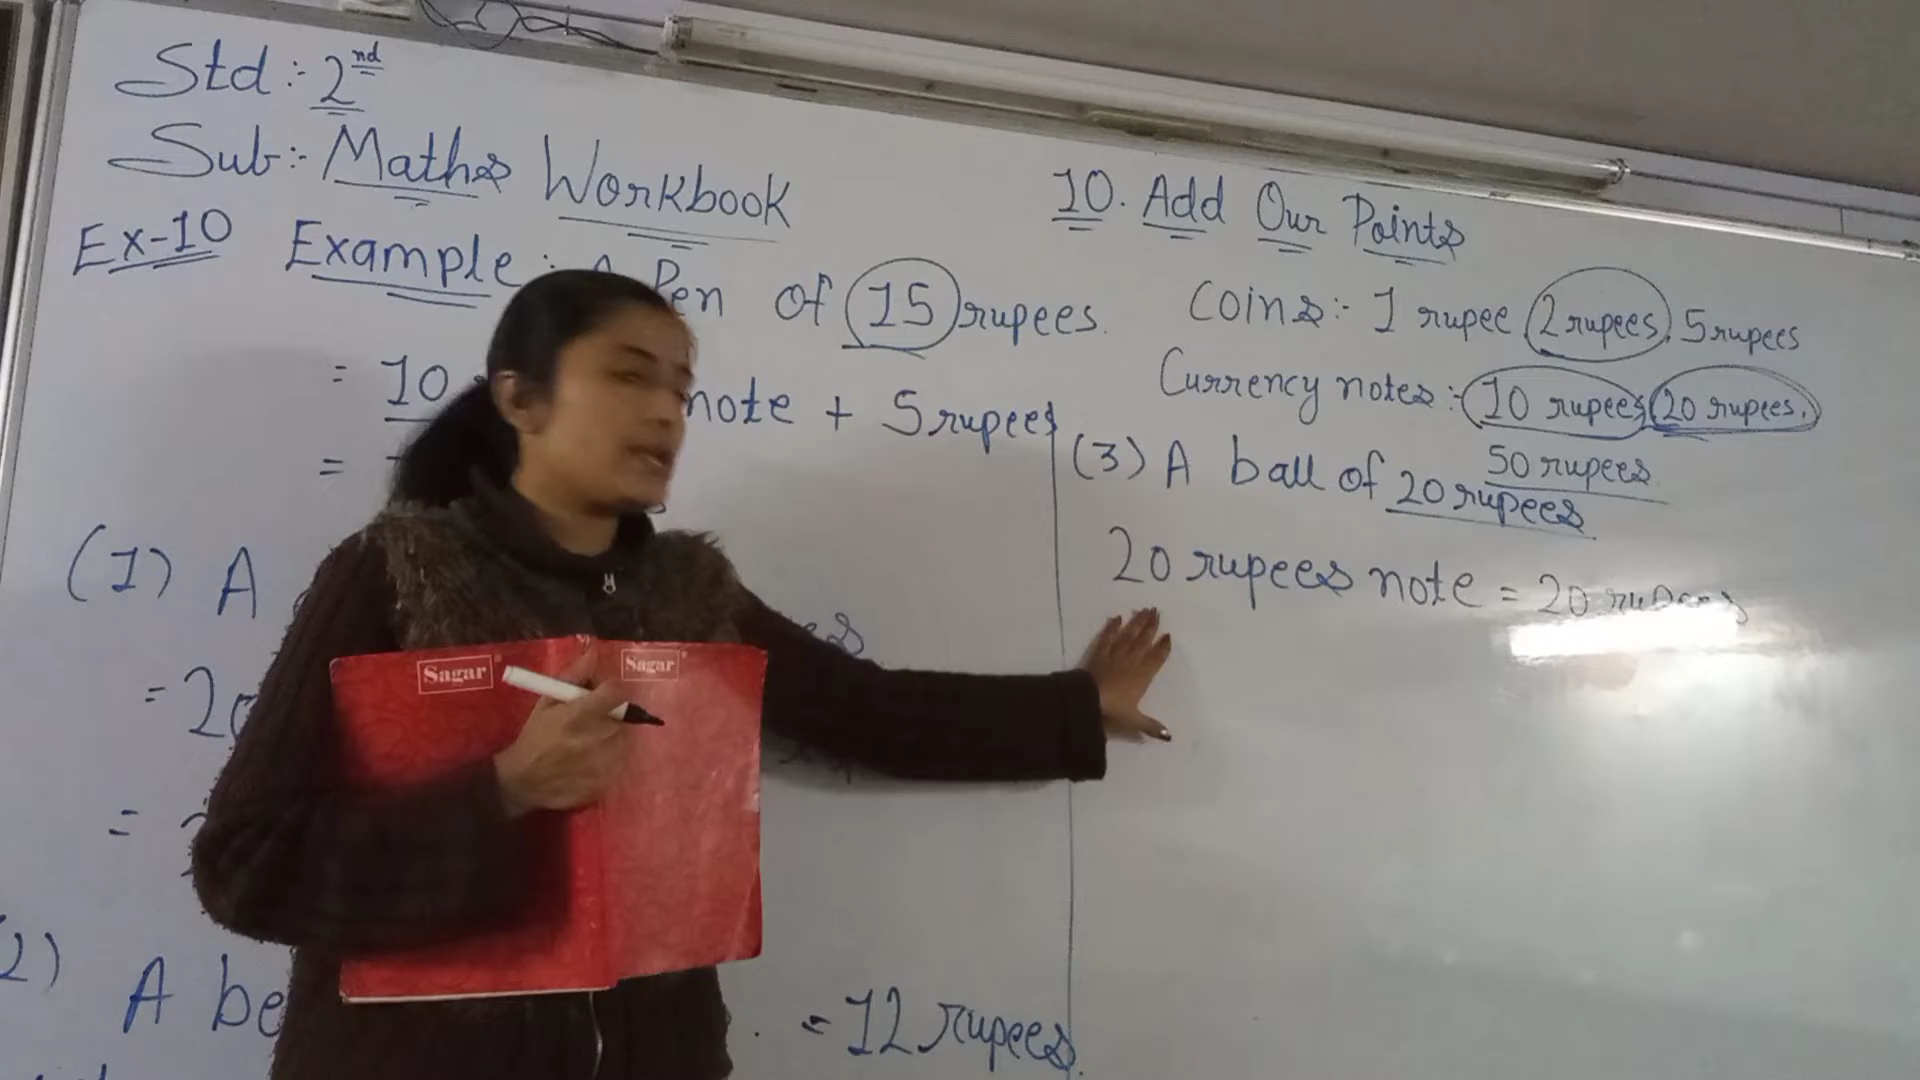 Std :- 2nd
Sub :- Maths Workbook
Ex-10 Example : Pen of 15 rupees.
= 10 note + 5 rupees
=
(1) A
= 20
=
2) A be
= 12 rupees.
10. Add Our Points
Coins :- 1 rupee, 2 rupees, 5 rupees
Currency notes :- 10 rupees, 20 rupees,
50 rupees
(3) A ball of 20 rupees
20 rupees note = 20 rupees
Sagar Sagar